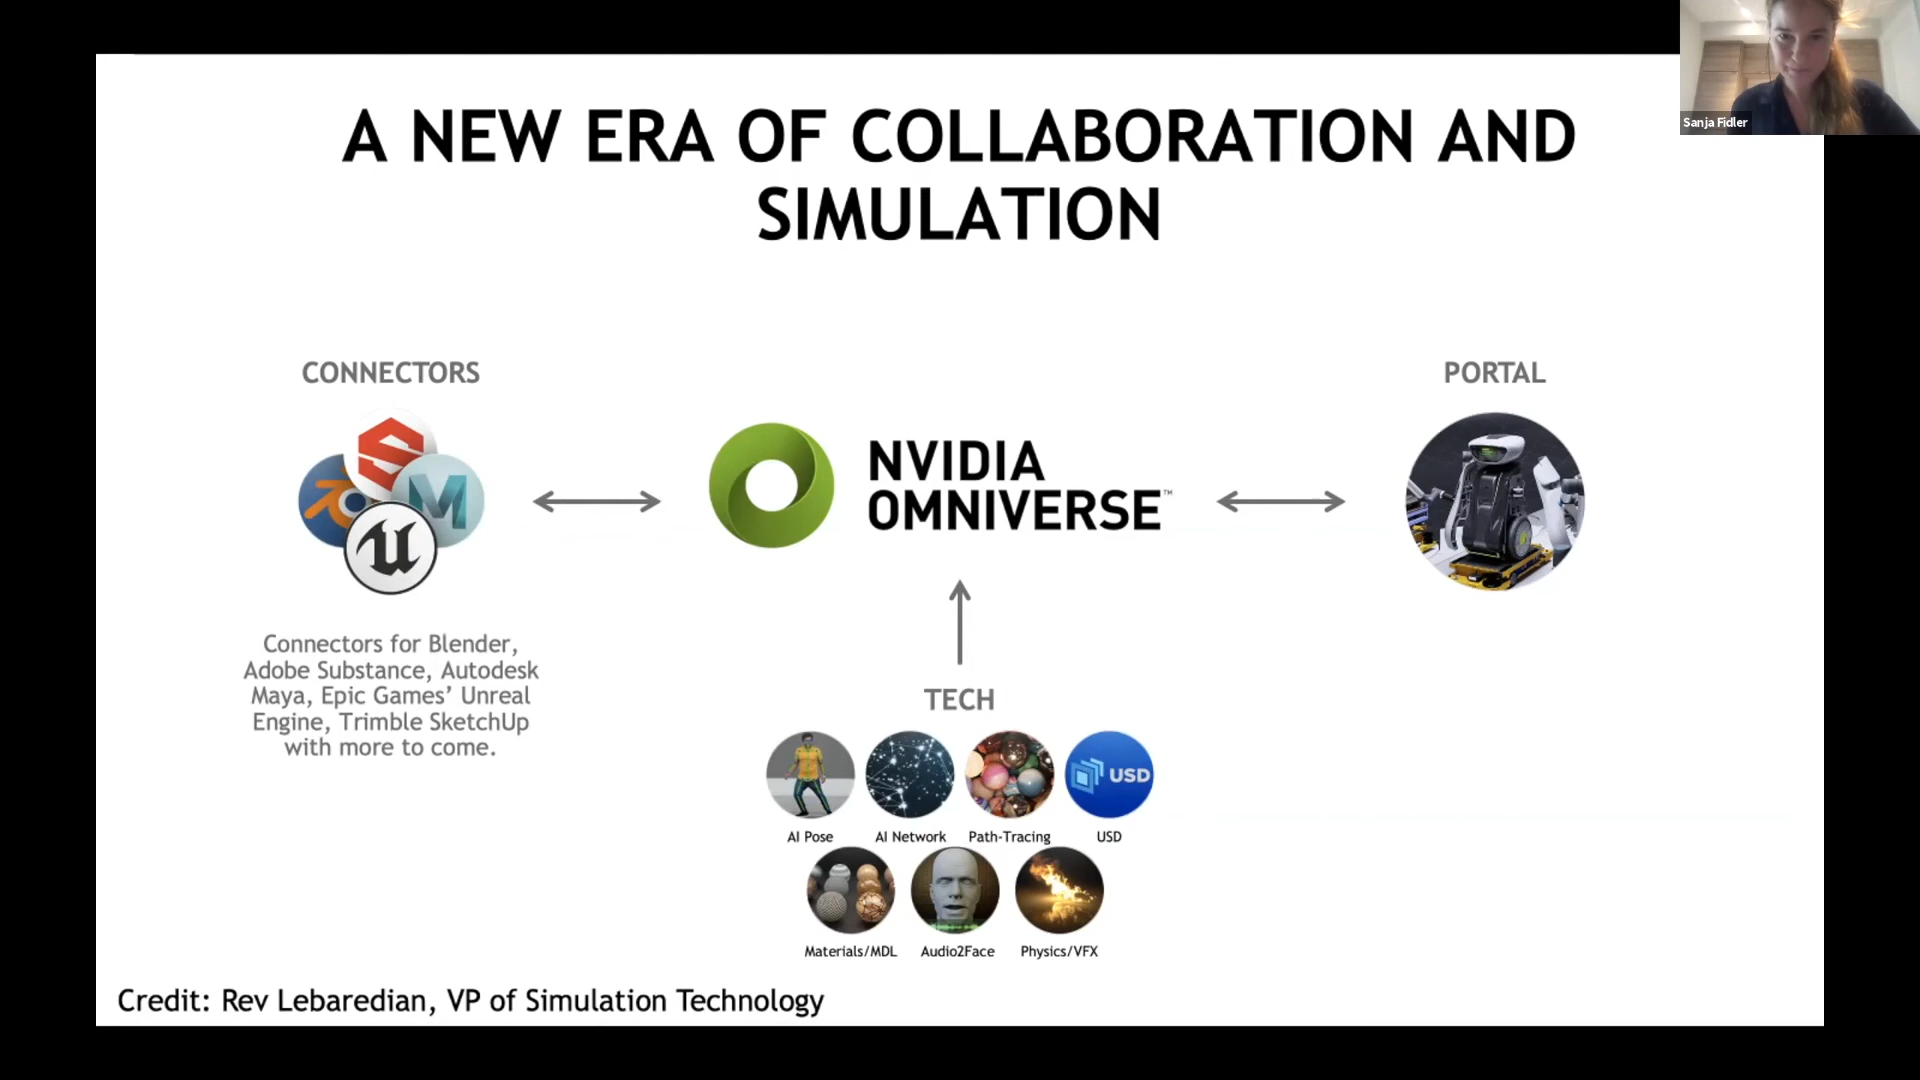 Sanja Fidler
A NEW ERA OF COLLABORATION AND
SIMULATION
CONNECTORS
PORTAL
NVIDIA
OMNIVERSE™
Connectors for Blender,
Adobe Substance, Autodesk
Maya, Epic Games’ Unreal
Engine, Trimble SketchUp
with more to come.
TECH
USD
AI Pose
AI Network
Path-Tracing
USD
Materials/MDL
Audio2Face
Physics/VFX
Credit: Rev Lebaredian, VP of Simulation Technology